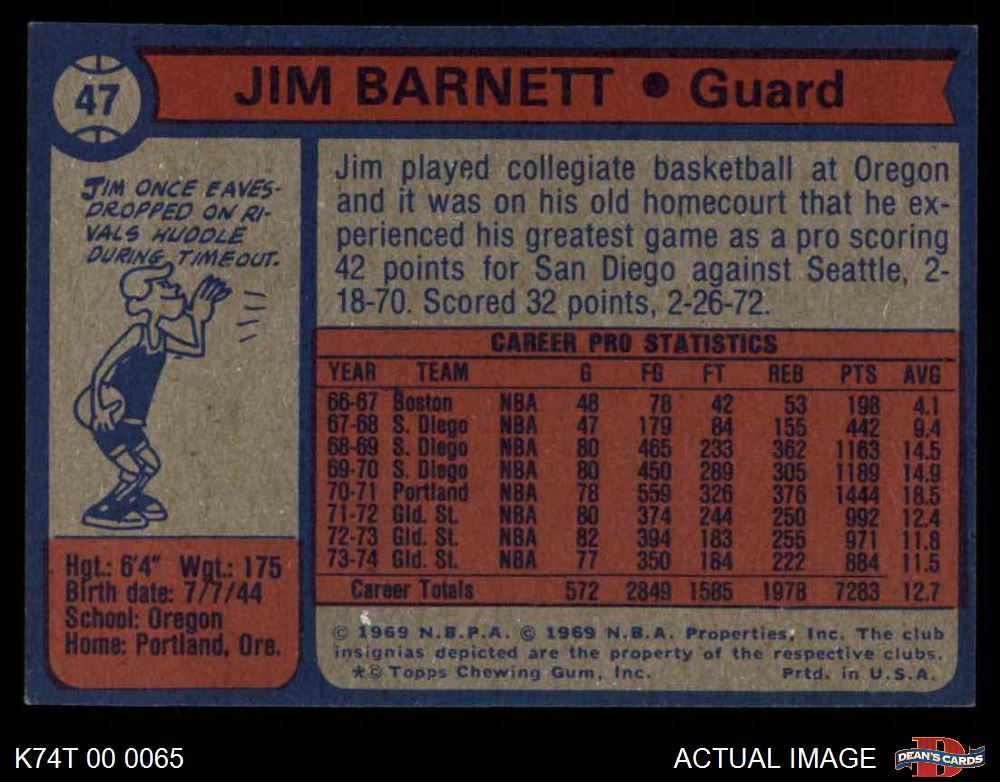 47
JIM BARNETT • Guard
JIM ONCE EAVES-
DROPPED ON RI-
VALS HUDDLE
DURING TIMEOUT.
Jim played collegiate basketball at Oregon
and it was on his old homecourt that he ex-
perienced his greatest game as a pro scoring
42 points for San Diego against Seattle, 2-
18-70. Scored 32 points, 2-26-72.
CAREER PRO STATISTICS
YEAR TEAM G FG FT REB PTS AVG
66-67 Boston NBA 48 78 42 53 198 4.1
67-68 S. Diego NBA 47 179 84 155 442 9.4
68-69 S. Diego NBA 80 465 233 362 1163 14.5
69-70 S. Diego NBA 80 450 289 305 1189 14.9
70-71 Portland NBA 78 559 326 376 1444 18.5
71-72 Gld. St. NBA 80 374 244 250 992 12.4
72-73 Gld. St. NBA 82 394 183 255 971 11.8
73-74 Gld. St. NBA 77 350 184 222 884 11.5
Career Totals 572 2849 1585 1978 7283 12.7
Hgt.: 6'4" Wgt.: 175
Birth date: 7/7/44
School: Oregon
Home: Portland, Ore.
© 1969 N.B.P.A. © 1969 N.B.A. Properties, Inc. The club
insignias depicted are the property of the respective clubs.
*© Topps Chewing Gum, Inc. Prtd. in U.S.A.
K74T 00 0065
ACTUAL IMAGE
D
DEAN'S CARDS